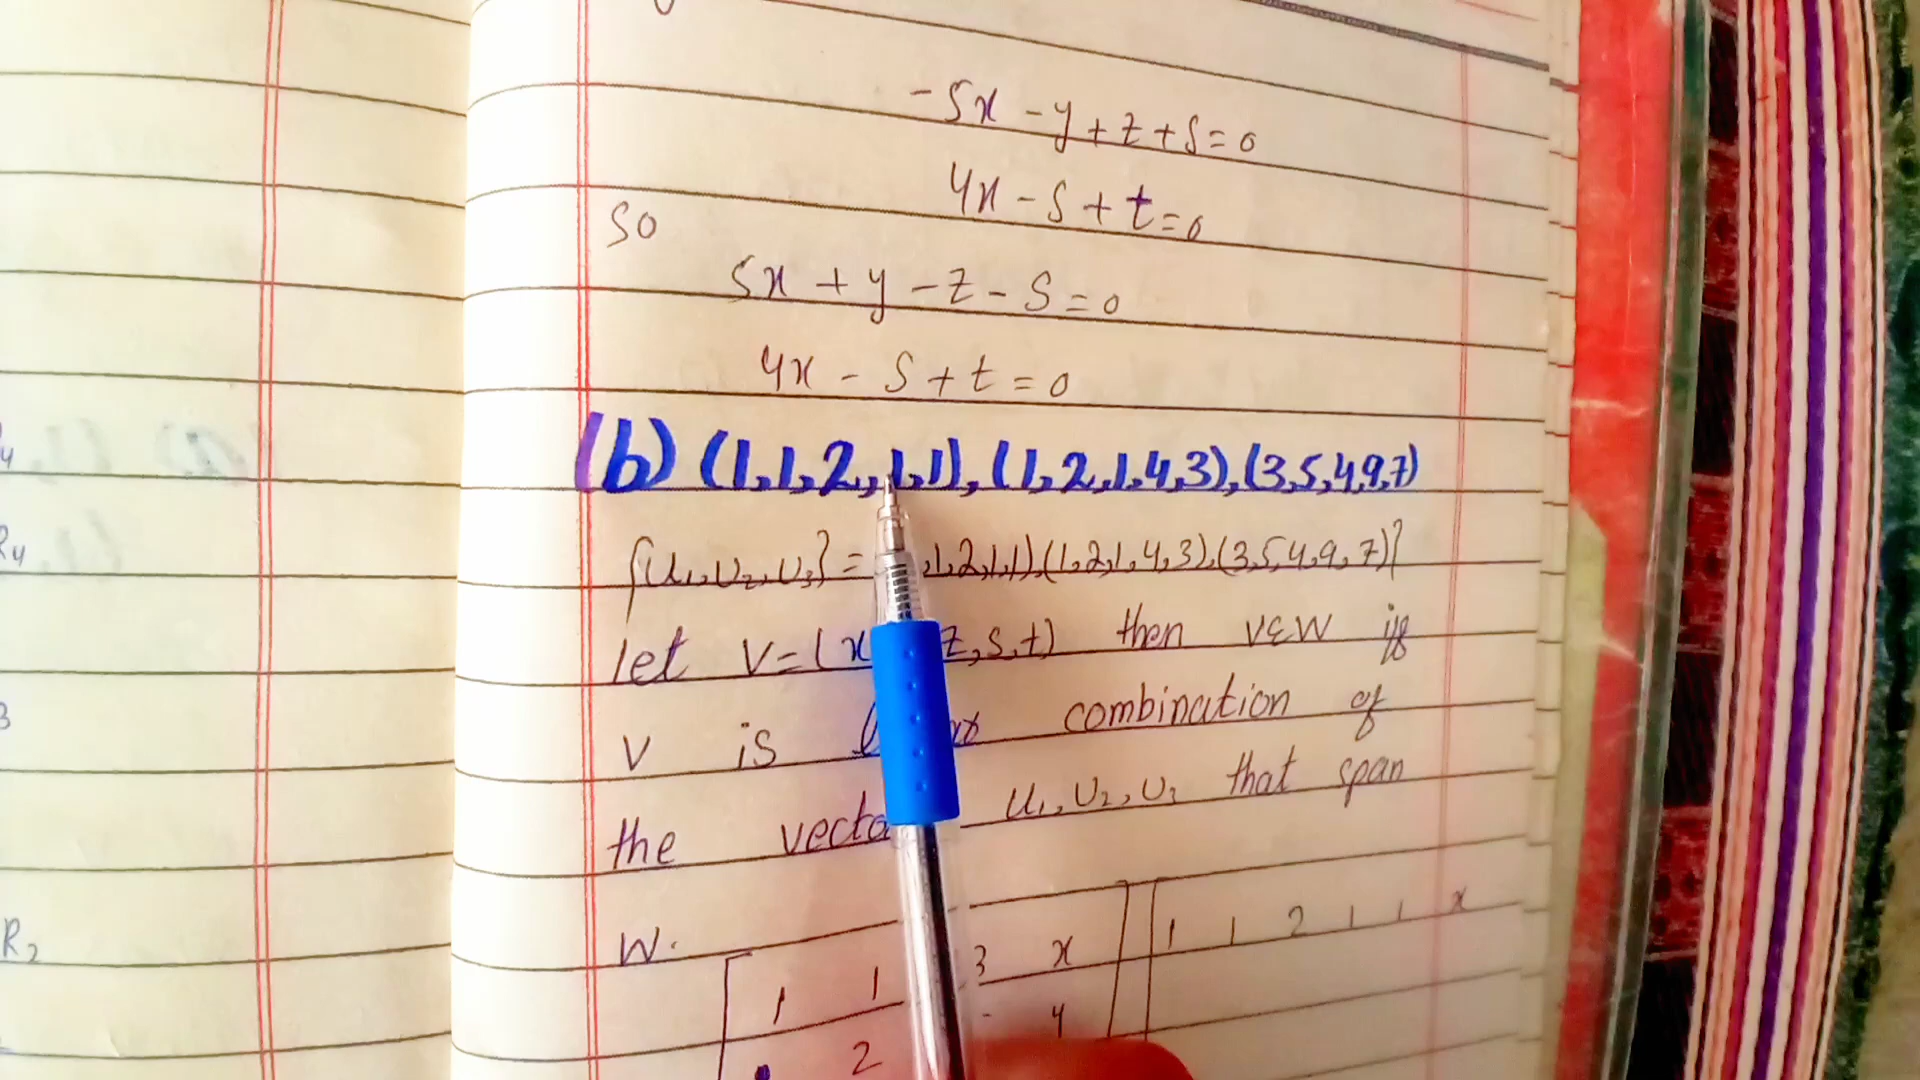 -5x - y + z + s = 0
4x - s + t = 0
so
5x + y - z - s = 0
4x - s + t = 0
(b) (1,1,2,1,1), (1,2,1,4,3), (3,5,4,9,7)
{u₁, u₂, u₃} = ,1,2,1,1),(1,2,1,4,3),(3,5,4,9,7)}
let v = (x z, s, t) then v ∈ W if
v is combination of
the u₁, u₂, u₃ that span
W.
1 1 3 x 1 1 2 1 1 x
2 y
R₄
R₂